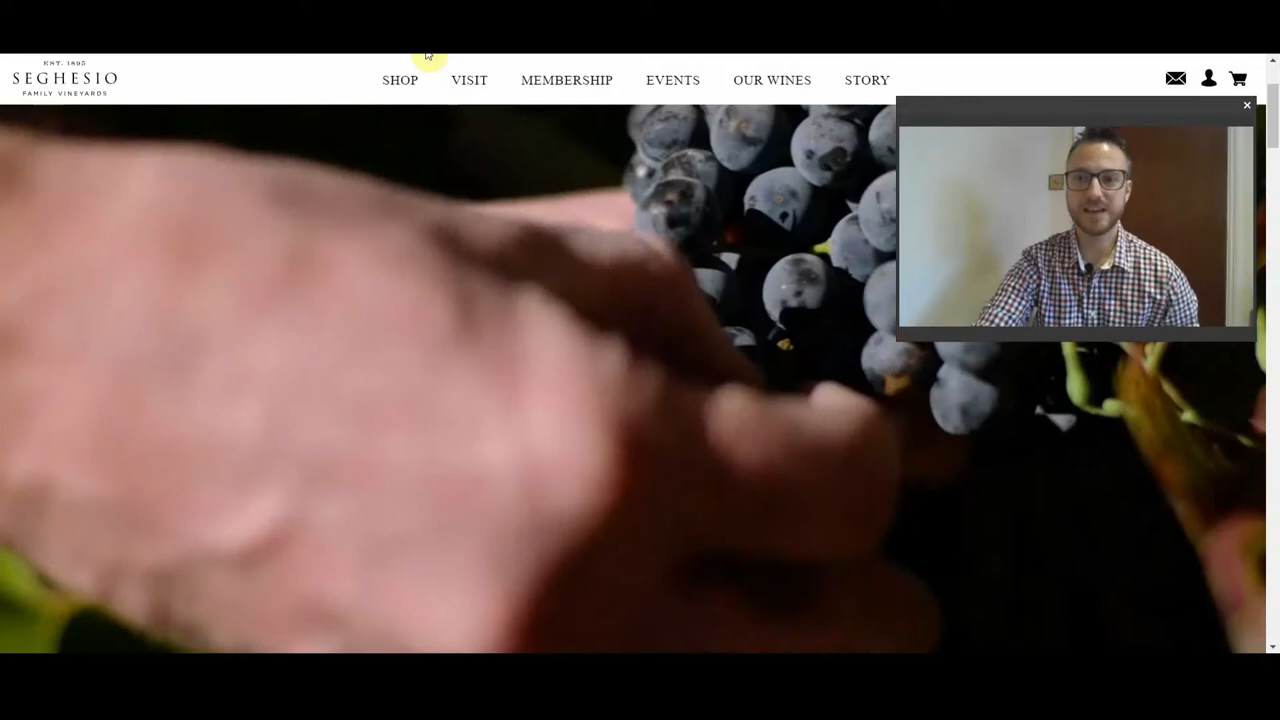 EST. 1895
SEGHESIO
FAMILY VINEYARDS
SHOP VISIT MEMBERSHIP EVENTS OUR WINES STORY